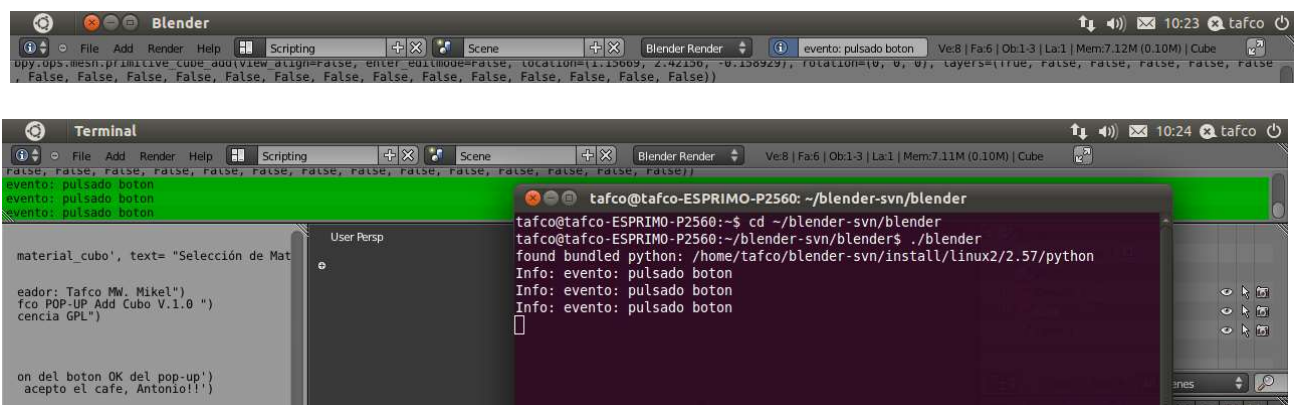 Blender
10:23 tafco
File Add Render Help Scripting Scene Blender Render evento: pulsado boton Ve:8 | Fa:6 | Ob:1-3 | La:1 | Mem:7.12M (0.10M) | Cube
bpy.ops.mesh.primitive_cube_add(view_align=False, enter_editmode=False, location=(1.15669, 2.42156, -0.158929), rotation=(0, 0, 0), layers=(True, False, False, False, False, False, False
, False, False, False, False, False, False, False, False, False, False, False, False, False))
Terminal
10:24 tafco
File Add Render Help Scripting Scene Blender Render Ve:8 | Fa:6 | Ob:1-3 | La:1 | Mem:7.11M (0.10M) | Cube
False, False, False, False, False, False, False, False, False, False, False, False, False))
evento: pulsado boton
evento: pulsado boton
evento: pulsado boton
material_cubo', text= "Selección de Mat
eador: Tafco MW. Mikel")
fco POP-UP Add Cubo V.1.0 ")
cencia GPL")
on del boton OK del pop-up')
acepto el cafe, Antonio!!')
User Persp
tafco@tafco-ESPRIMO-P2560: ~/blender-svn/blender
tafco@tafco-ESPRIMO-P2560:~$ cd ~/blender-svn/blender
tafco@tafco-ESPRIMO-P2560:~/blender-svn/blender$ ./blender
found bundled python: /home/tafco/blender-svn/install/linux2/2.57/python
Info: evento: pulsado boton
Info: evento: pulsado boton
Info: evento: pulsado boton
enes